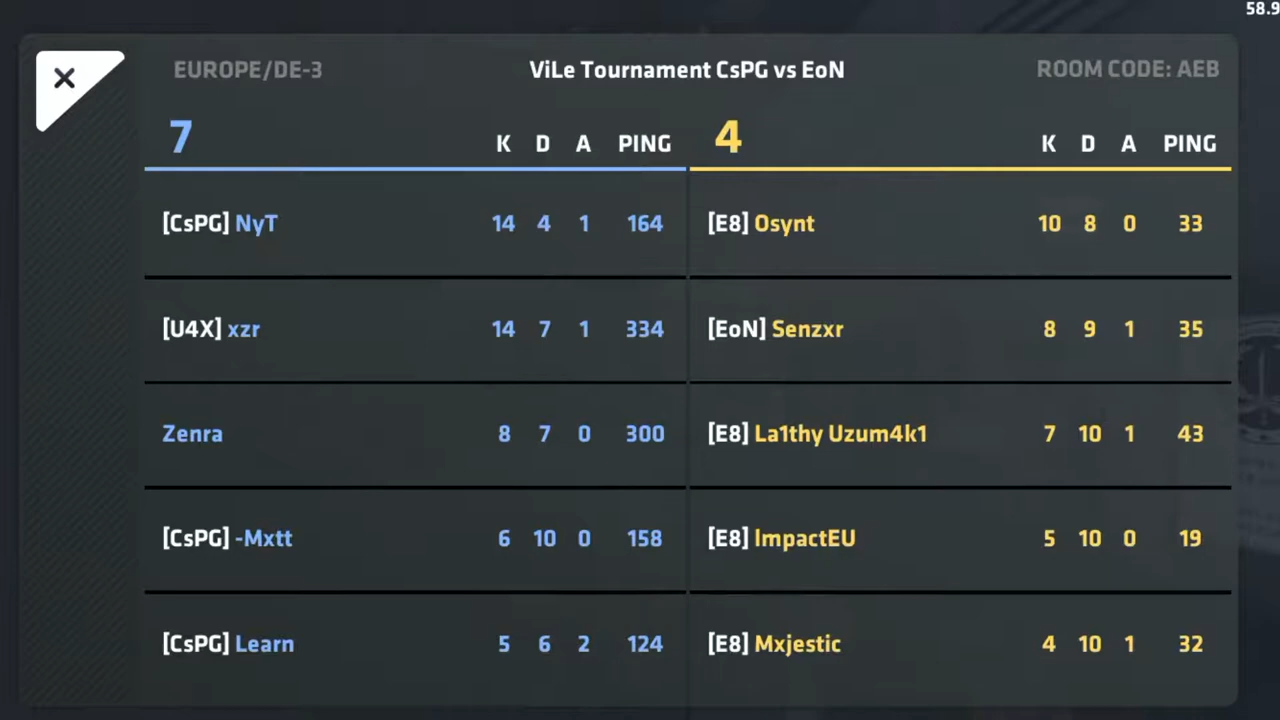 58.9
EUROPE/DE-3 ViLe Tournament CsPG vs EoN ROOM CODE: AEB
7 K D A PING 4 K D A PING
[CsPG] NyT 14 4 1 164 [E8] Osynt 10 8 0 33
[U4X] xzr 14 7 1 334 [EoN] Senzxr 8 9 1 35
Zenra 8 7 0 300 [E8] La1thy Uzum4k1 7 10 1 43
[CsPG] -Mxtt 6 10 0 158 [E8] ImpactEU 5 10 0 19
[CsPG] Learn 5 6 2 124 [E8] Mxjestic 4 10 1 32